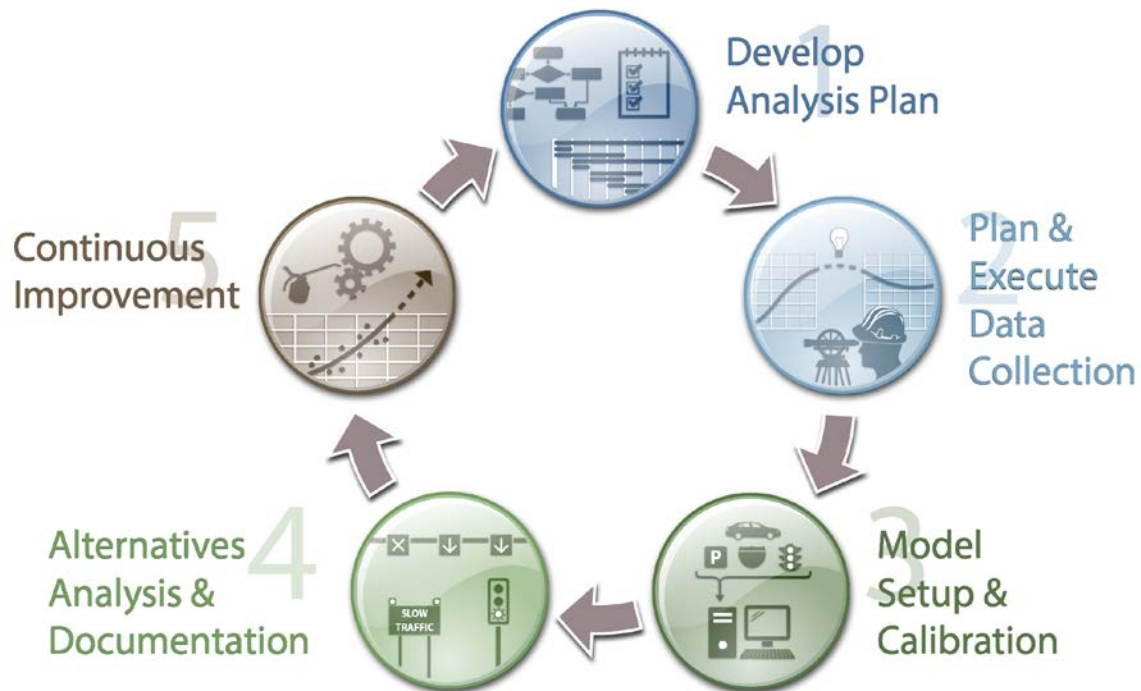 1
Develop
Analysis Plan
2
Plan &
Execute
Data
Collection
3
Model
Setup &
Calibration
P
4
Alternatives
Analysis &
Documentation
SLOW
TRAFFIC
5
Continuous
Improvement